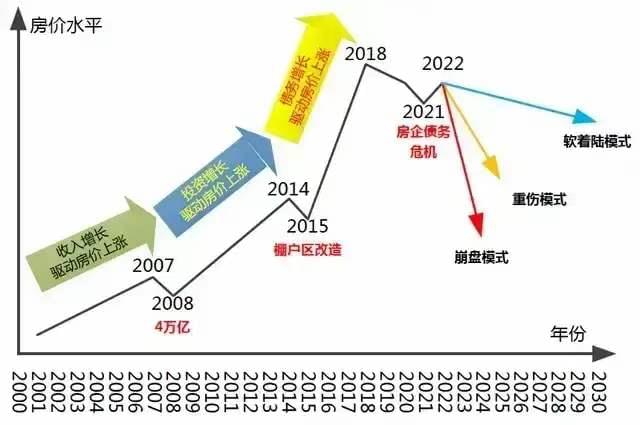 房价水平
债务增长
驱动房价上涨
投资增长
驱动房价上涨
收入增长
驱动房价上涨
2007
2008
4万亿
2014
2015
棚户区改造
2018
2021
房企债务
危机
2022
软着陆模式
重伤模式
崩盘模式
年份
2000
2001
2002
2003
2004
2005
2006
2007
2008
2009
2010
2011
2012
2013
2014
2015
2016
2017
2018
2019
2020
2021
2022
2023
2024
2025
2026
2027
2028
2029
2030